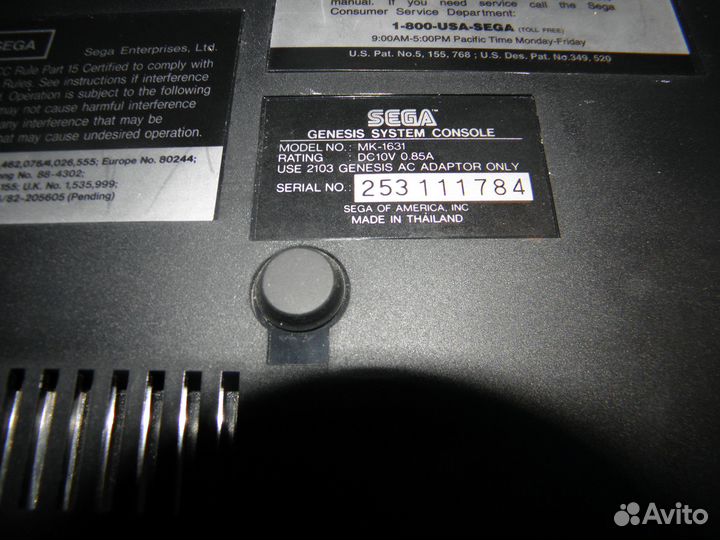 SEGA
Sega Enterprises, Ltd.
CC Rule Part 15 Certified to comply with
Rules. See instructions if interference
Operation is subject to the following
may not cause harmful interference
any interference that may be
that may cause undesired operation.
462,076/4,026,555; Europe No. 80244;
ng No. 88-4302;
155; U.K. No. 1,535,999;
/82-205605 (Pending)
manual. If you need service call the Sega
Consumer Service Department:
1-800-USA-SEGA (TOLL FREE)
9:00AM-5:00PM Pacific Time Monday-Friday
U.S. Pat. No.5, 155, 768; U.S. Des. Pat No.349, 520
SEGA
GENESIS SYSTEM CONSOLE
MODEL NO.: MK-1631
RATING : DC10V 0.85A
USE 2103 GENESIS AC ADAPTOR ONLY
SERIAL NO.: 253111784
SEGA OF AMERICA, INC
MADE IN THAILAND
Avito